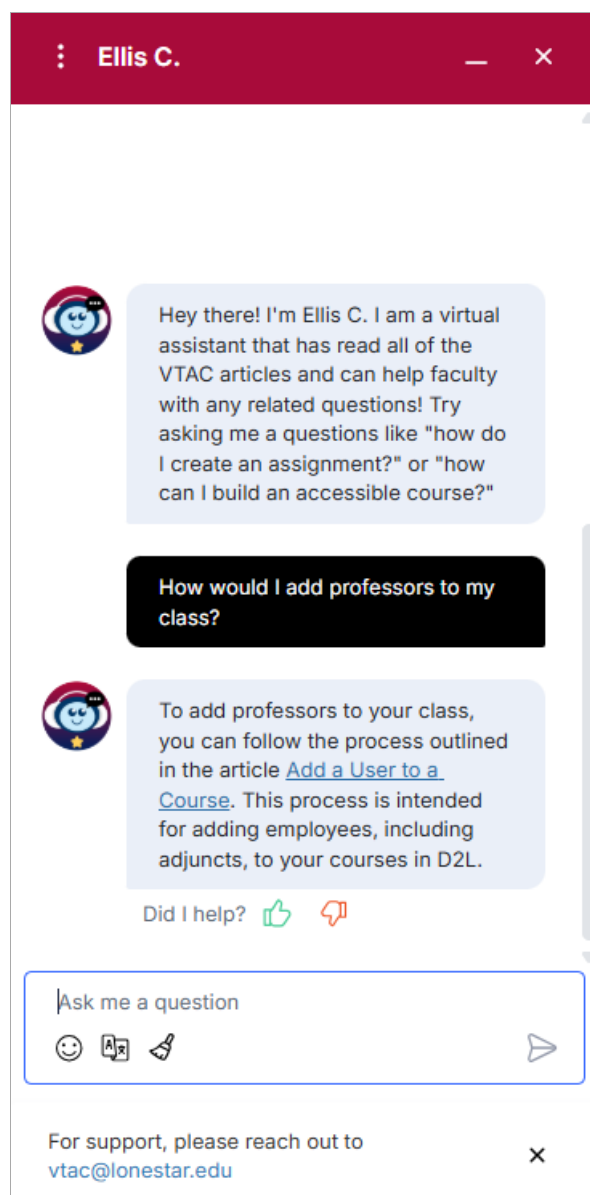 Ellis C.
Hey there! I'm Ellis C. I am a virtual
assistant that has read all of the
VTAC articles and can help faculty
with any related questions! Try
asking me a questions like "how do
I create an assignment?" or "how
can I build an accessible course?"
How would I add professors to my
class?
To add professors to your class,
you can follow the process outlined
in the article Add a User to a
Course. This process is intended
for adding employees, including
adjuncts, to your courses in D2L.
Did I help?
Ask me a question
For support, please reach out to
vtac@lonestar.edu